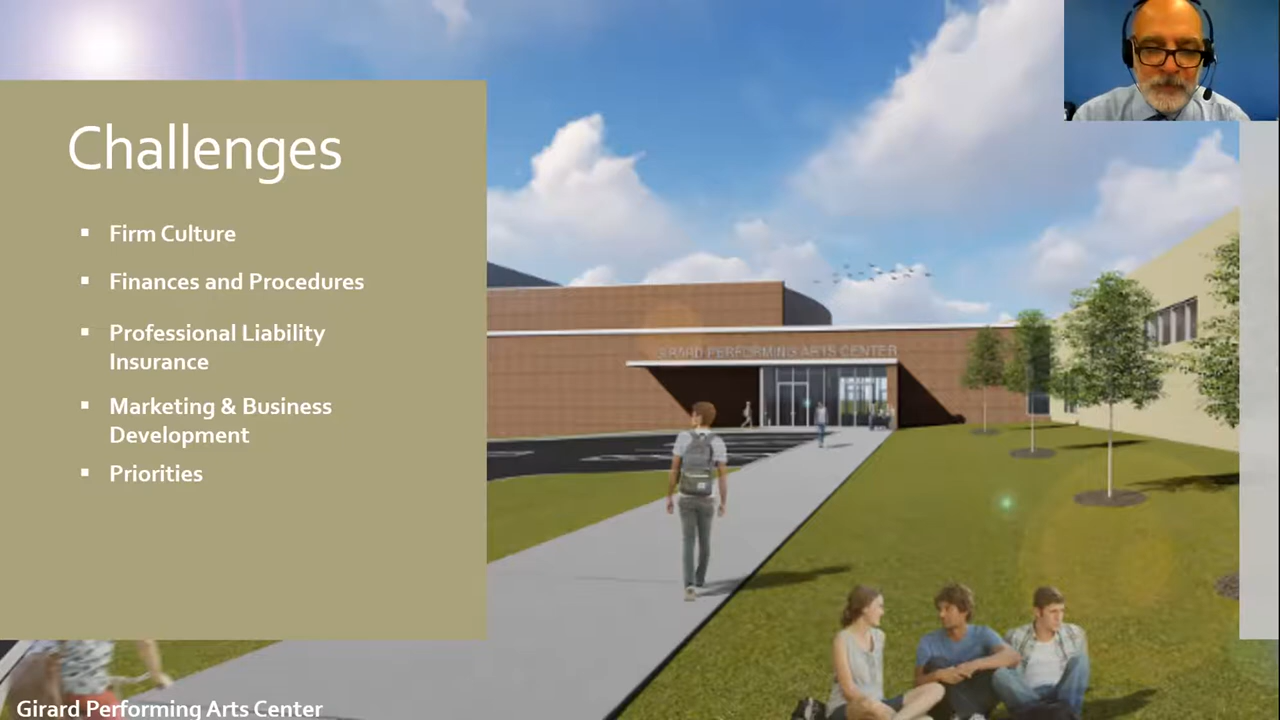 Challenges
▪ Firm Culture
▪ Finances and Procedures
▪ Professional Liability
Insurance
▪ Marketing & Business
Development
▪ Priorities
GIRARD PERFORMING ARTS CENTER
Girard Performing Arts Center